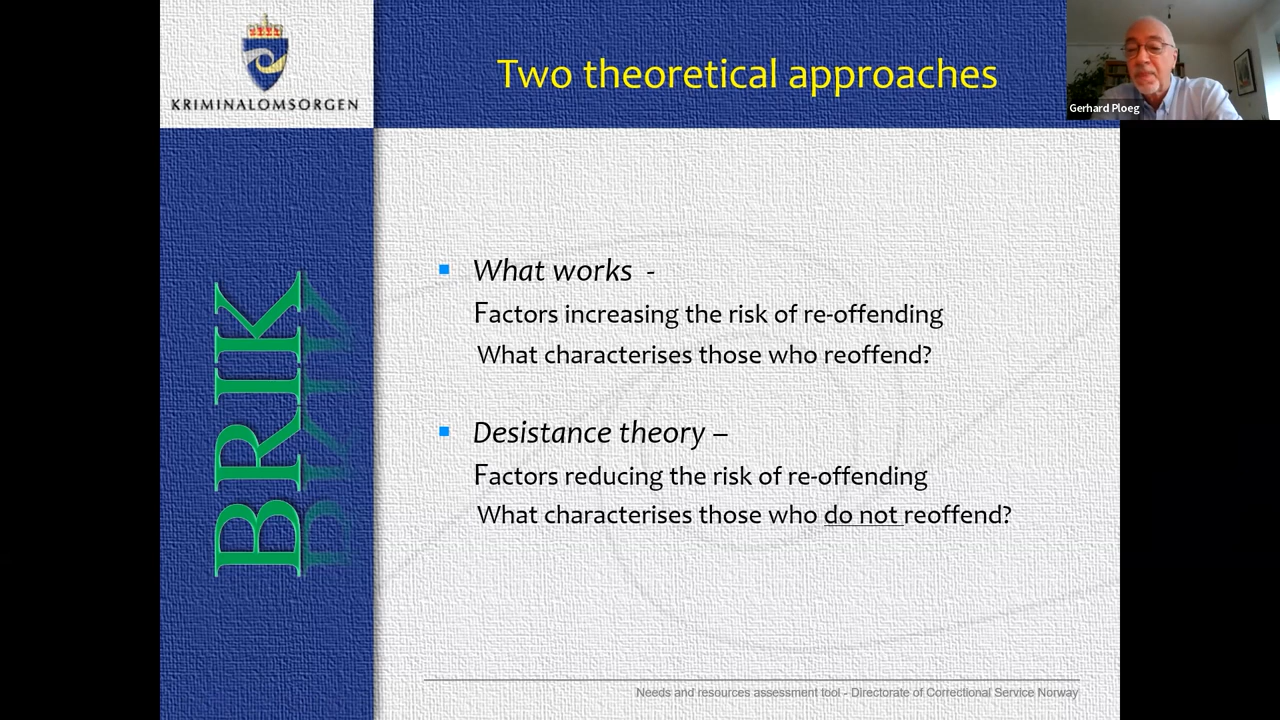 KRIMINALOMSORGEN
Two theoretical approaches
Gerhard Ploeg
BRIK
What works -
Factors increasing the risk of re-offending
What characterises those who reoffend?
Desistance theory –
Factors reducing the risk of re-offending
What characterises those who do not reoffend?
Needs and resources assessment tool - Directorate of Correctional Service Norway